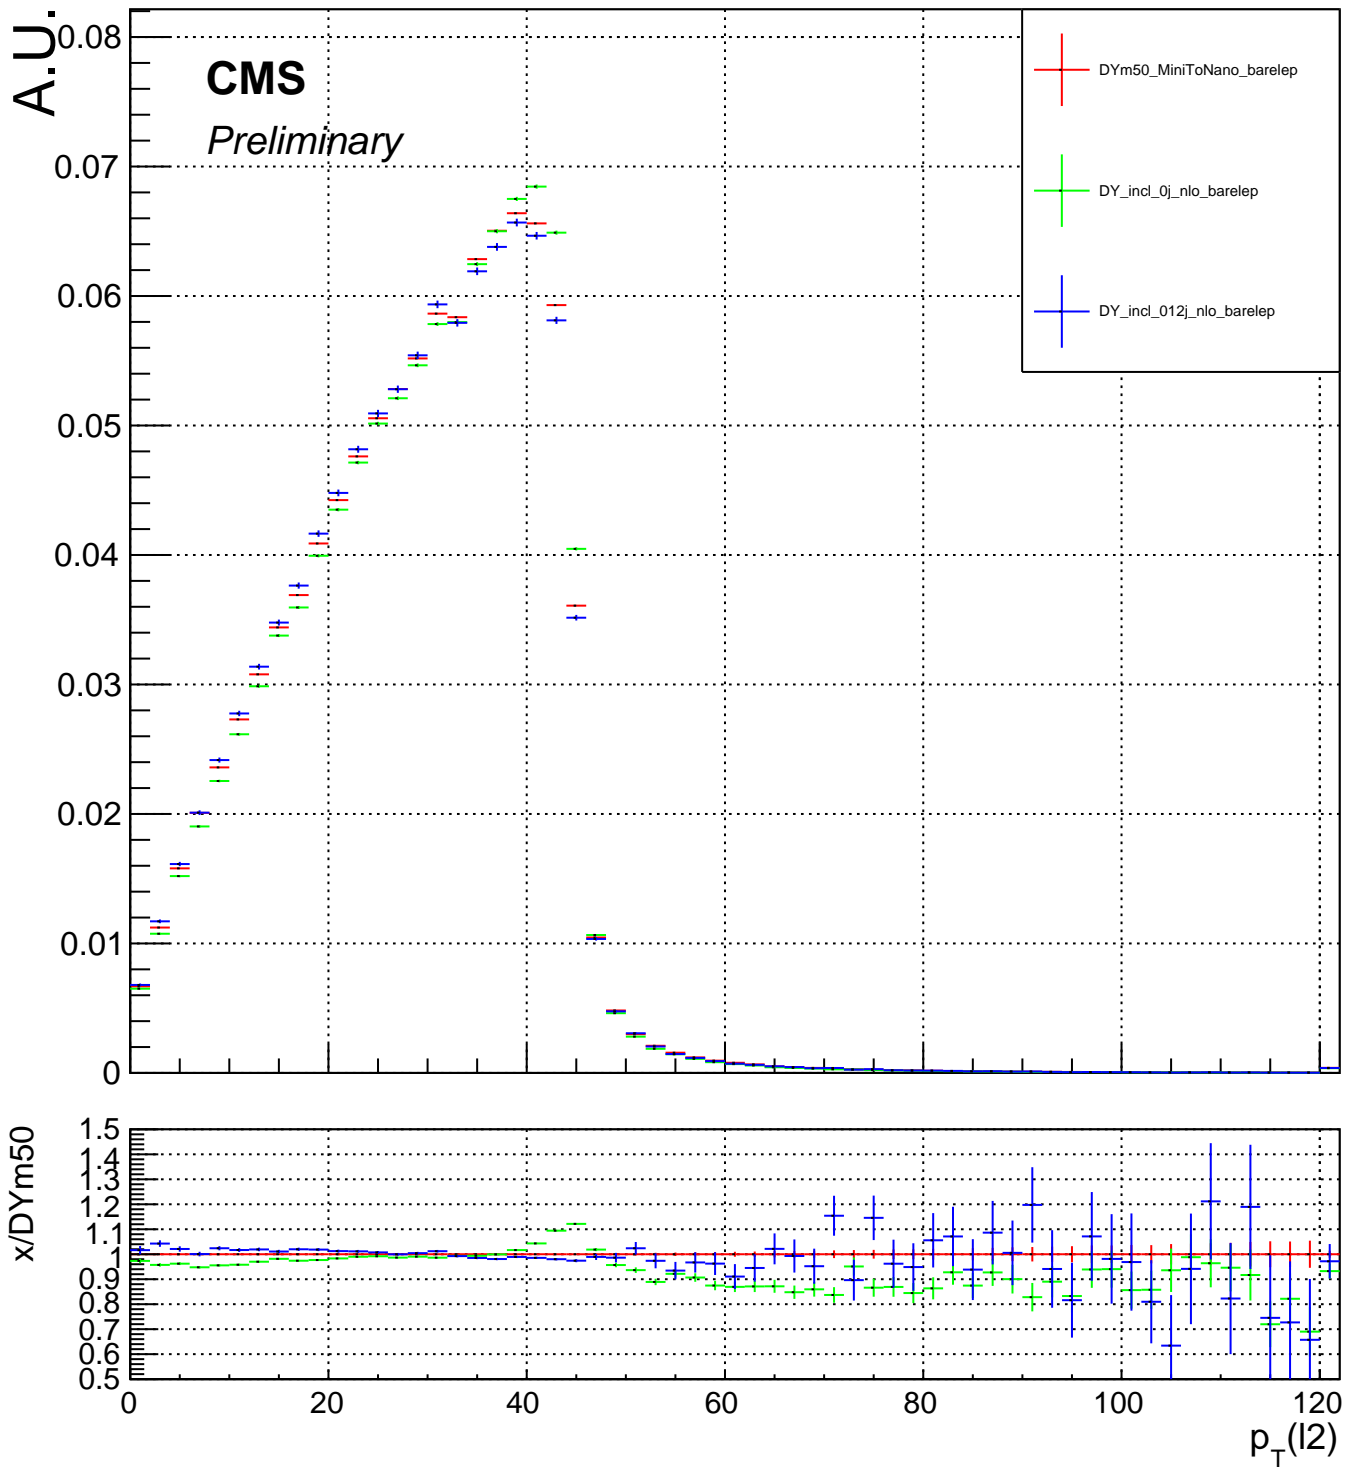 A.U.
CMS
Preliminary
DYm50_MiniToNano_barelep
DY_incl_0j_nlo_barelep
DY_incl_012j_nlo_barelep
0.08
0.07
0.06
0.05
0.04
0.03
0.02
0.01
0
x/DYm50
1.5
1.4
1.3
1.2
1.1
1
0.9
0.8
0.7
0.6
0.5
0 20 40 60 80 100 120
p_T(l2)